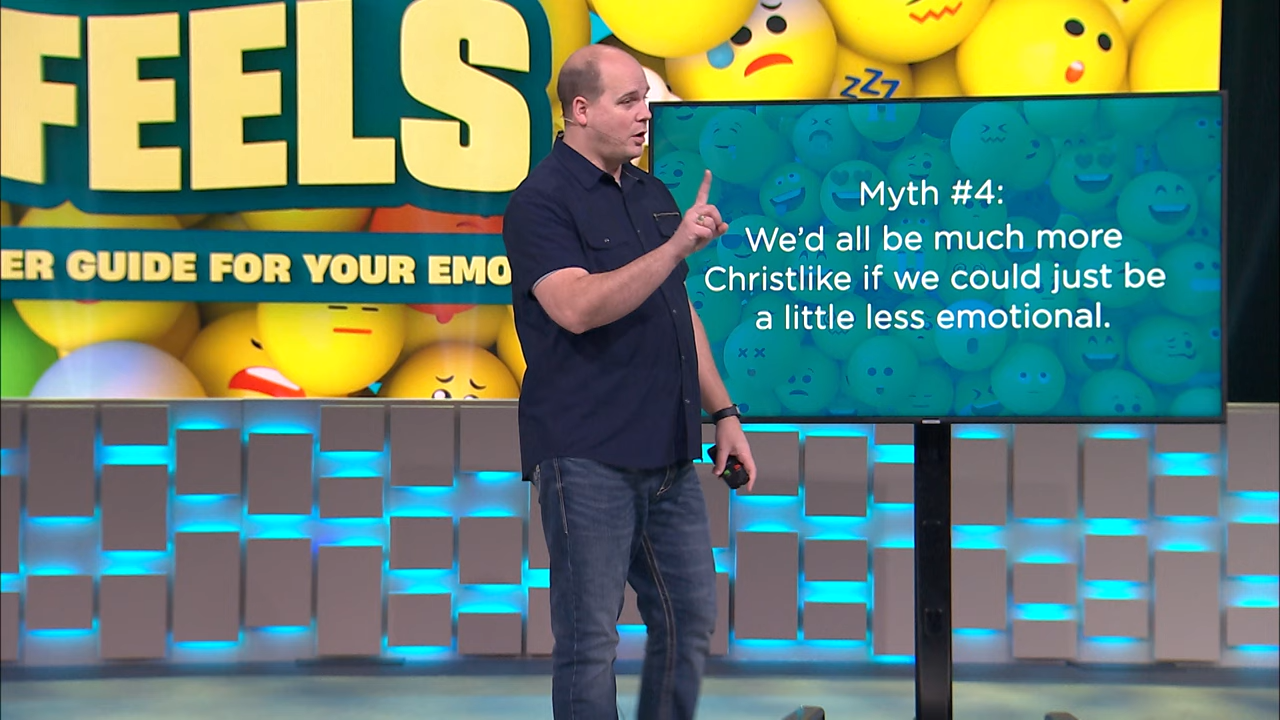 FEELS
ER GUIDE FOR YOUR EMO
zzz
Myth #4:
We'd all be much more
Christlike if we could just be
a little less emotional.